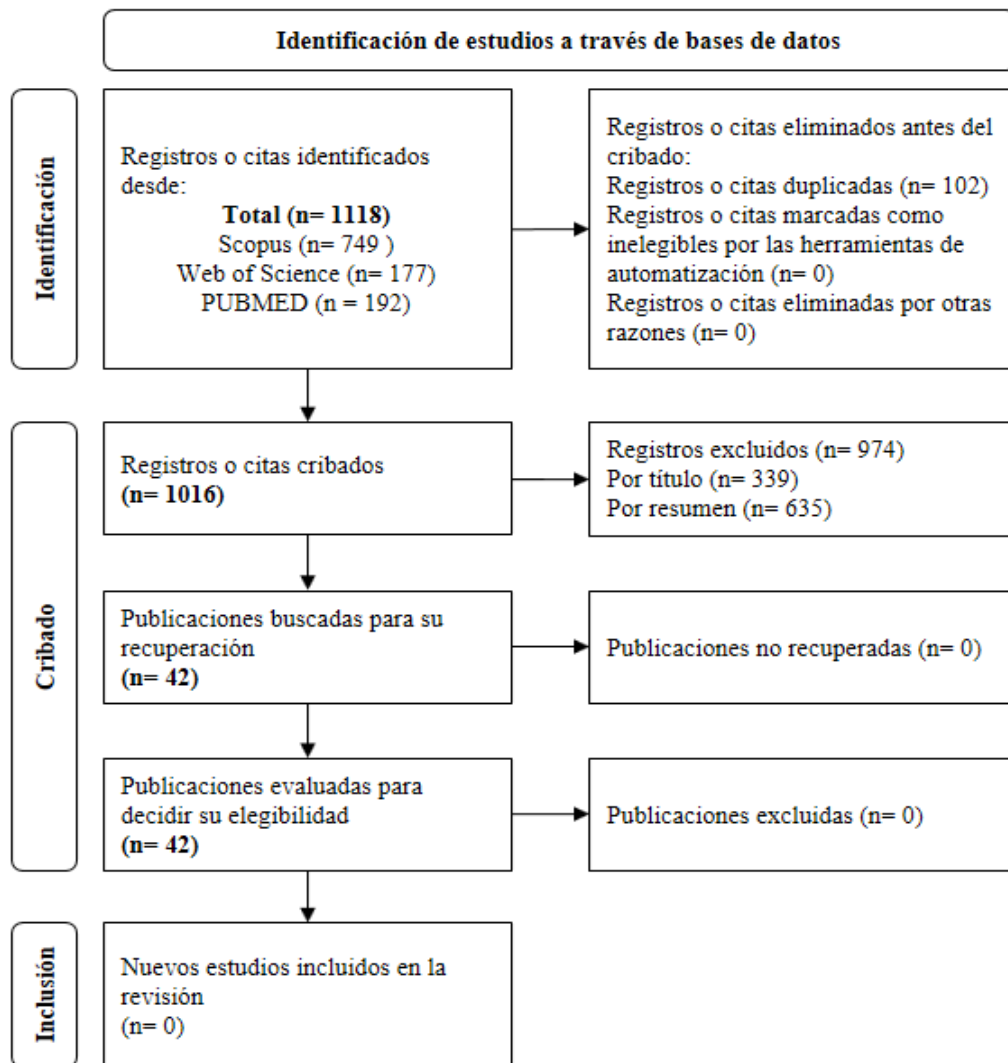 Identificación de estudios a través de bases de datos
Identificación
Registros o citas identificados
desde:
Total (n= 1118)
Scopus (n= 749 )
Web of Science (n= 177)
PUBMED (n = 192)
Registros o citas eliminados antes del
cribado:
Registros o citas duplicadas (n= 102)
Registros o citas marcadas como
inelegibles por las herramientas de
automatización (n= 0)
Registros o citas eliminadas por otras
razones (n= 0)
Cribado
Registros o citas cribados
(n= 1016)
Registros excluidos (n= 974)
Por título (n= 339)
Por resumen (n= 635)
Publicaciones buscadas para su
recuperación
(n= 42)
Publicaciones no recuperadas (n= 0)
Publicaciones evaluadas para
decidir su elegibilidad
(n= 42)
Publicaciones excluidas (n= 0)
Inclusión
Nuevos estudios incluidos en la
revisión
(n= 0)